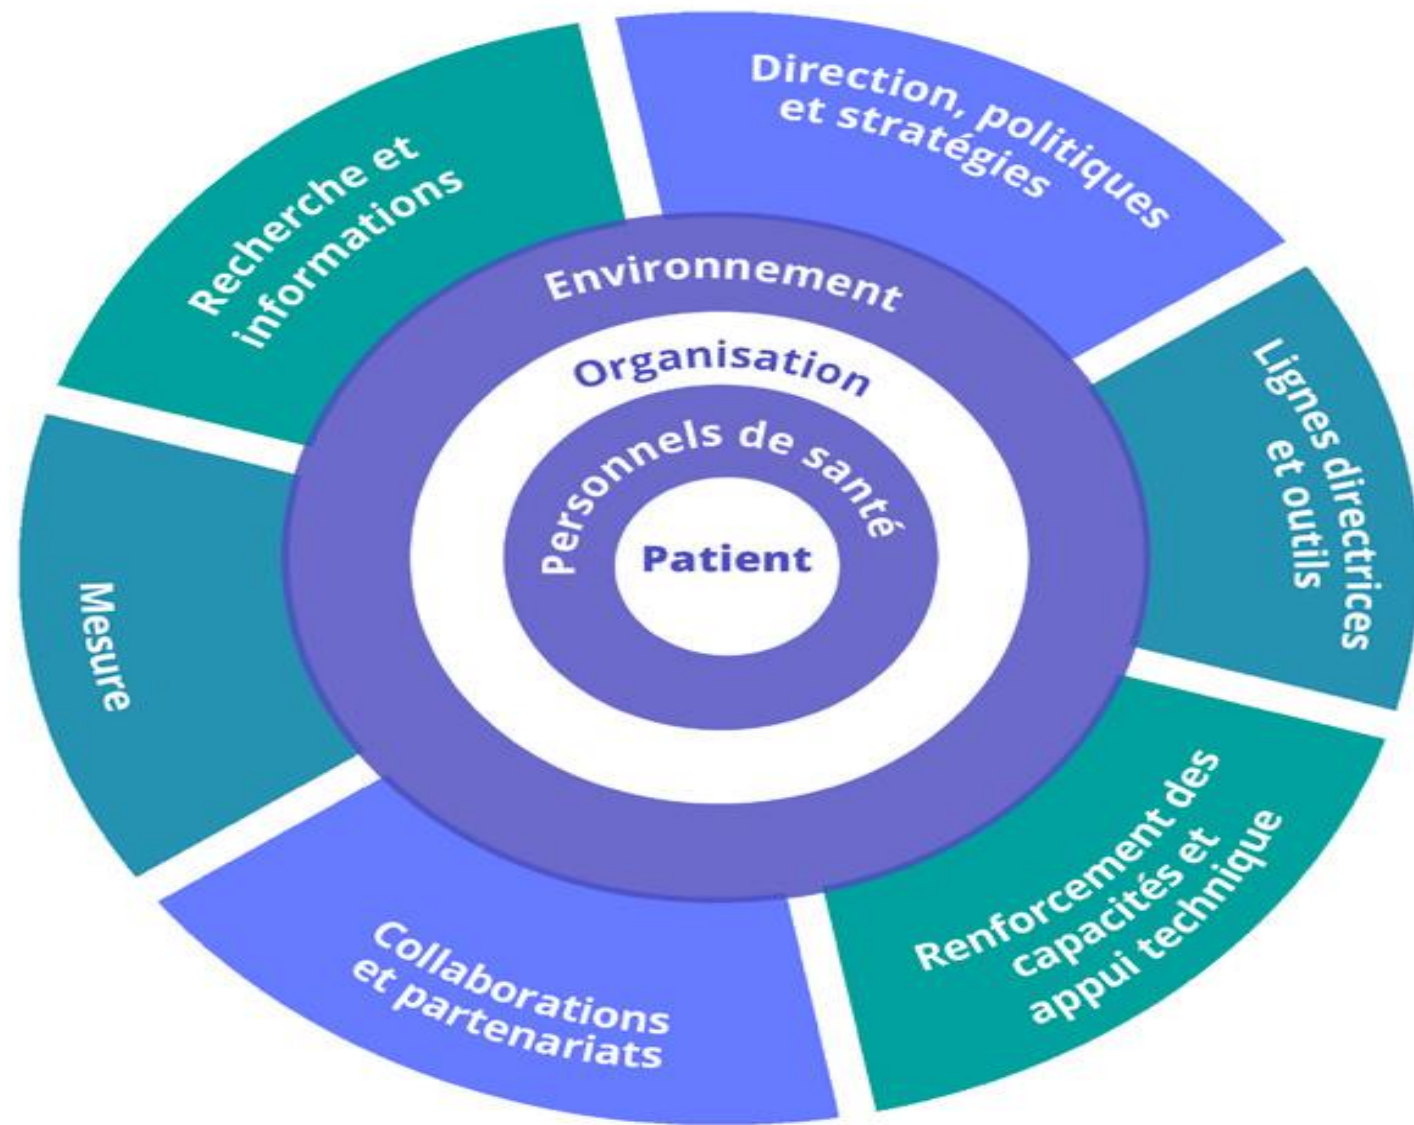 Direction, politiques
et stratégies
Lignes directrices
et outils
Renforcement des
capacités et
appui technique
Collaborations
et partenariats
Mesure
Recherche et
informations
Environnement
Organisation
Personnels de santé
Patient